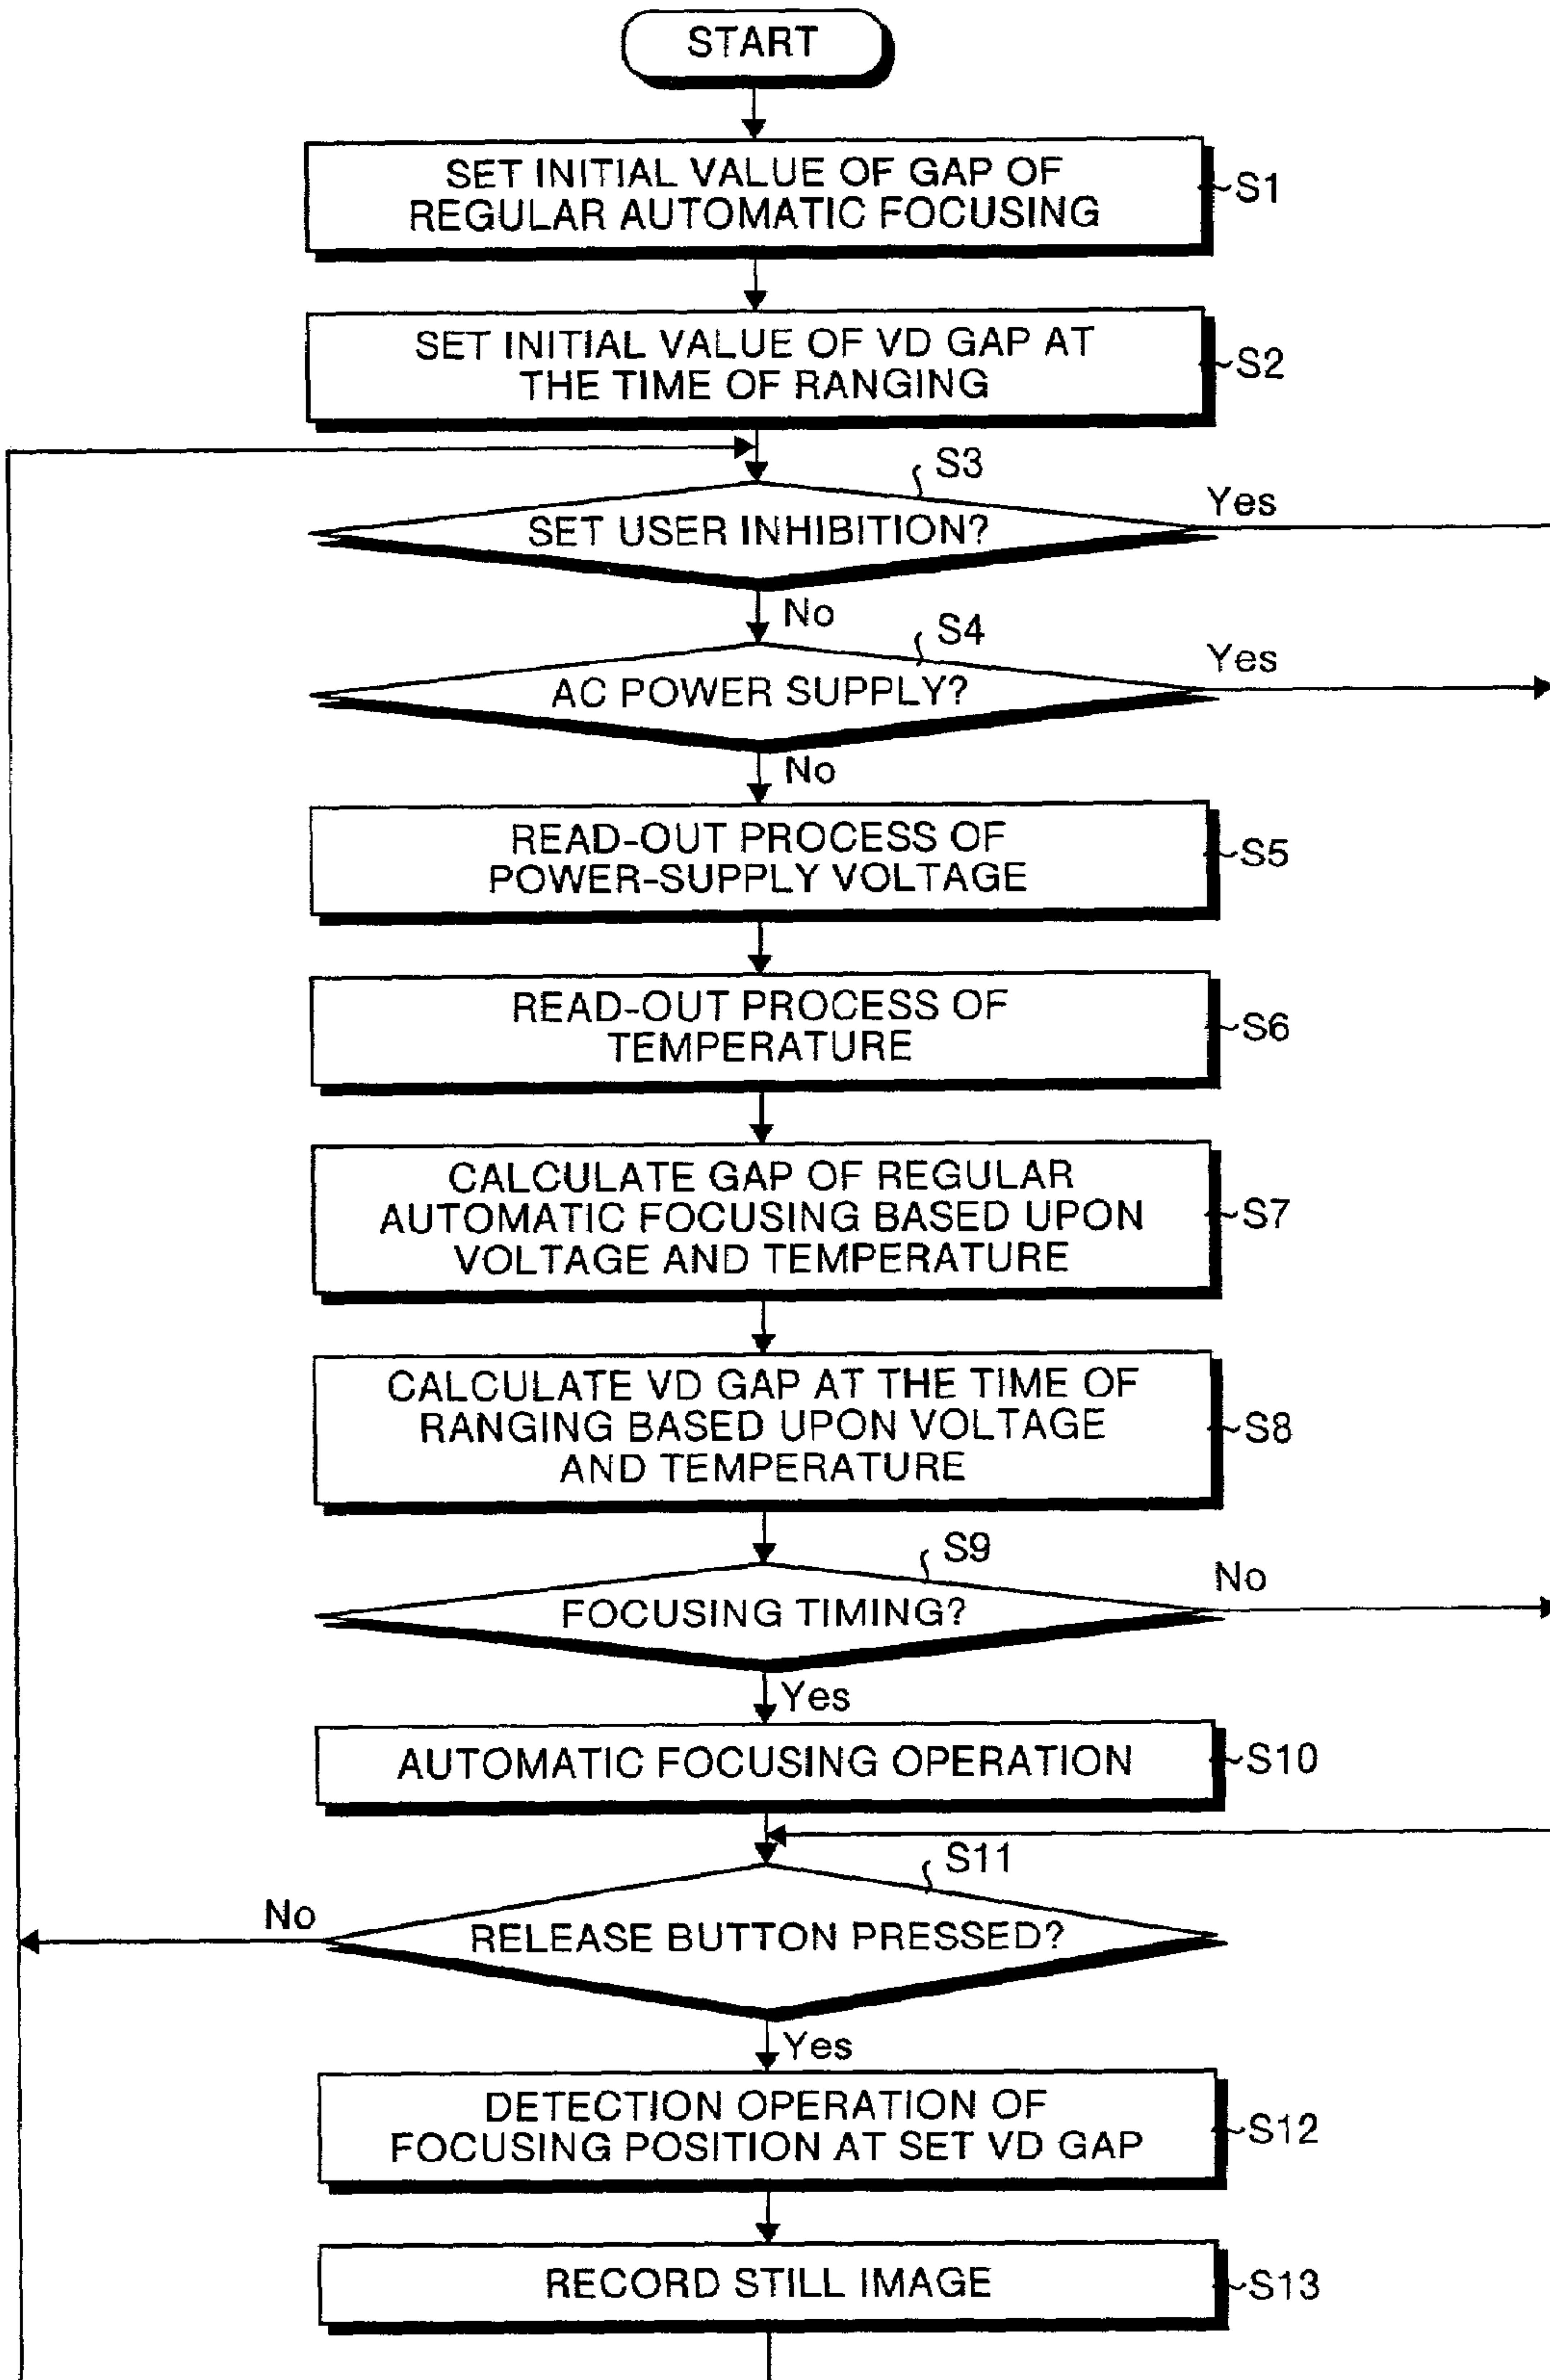 START
SET INITIAL VALUE OF GAP OF
REGULAR AUTOMATIC FOCUSING
S1
SET INITIAL VALUE OF VD GAP AT
THE TIME OF RANGING
S2
S3
SET USER INHIBITION?
Yes
No
S4
AC POWER SUPPLY?
Yes
No
READ-OUT PROCESS OF
POWER-SUPPLY VOLTAGE
S5
READ-OUT PROCESS OF
TEMPERATURE
S6
CALCULATE GAP OF REGULAR
AUTOMATIC FOCUSING BASED UPON
VOLTAGE AND TEMPERATURE
S7
CALCULATE VD GAP AT THE TIME OF
RANGING BASED UPON VOLTAGE
AND TEMPERATURE
S8
S9
FOCUSING TIMING?
No
Yes
AUTOMATIC FOCUSING OPERATION
S10
S11
RELEASE BUTTON PRESSED?
No
Yes
DETECTION OPERATION OF
FOCUSING POSITION AT SET VD GAP
S12
RECORD STILL IMAGE
S13